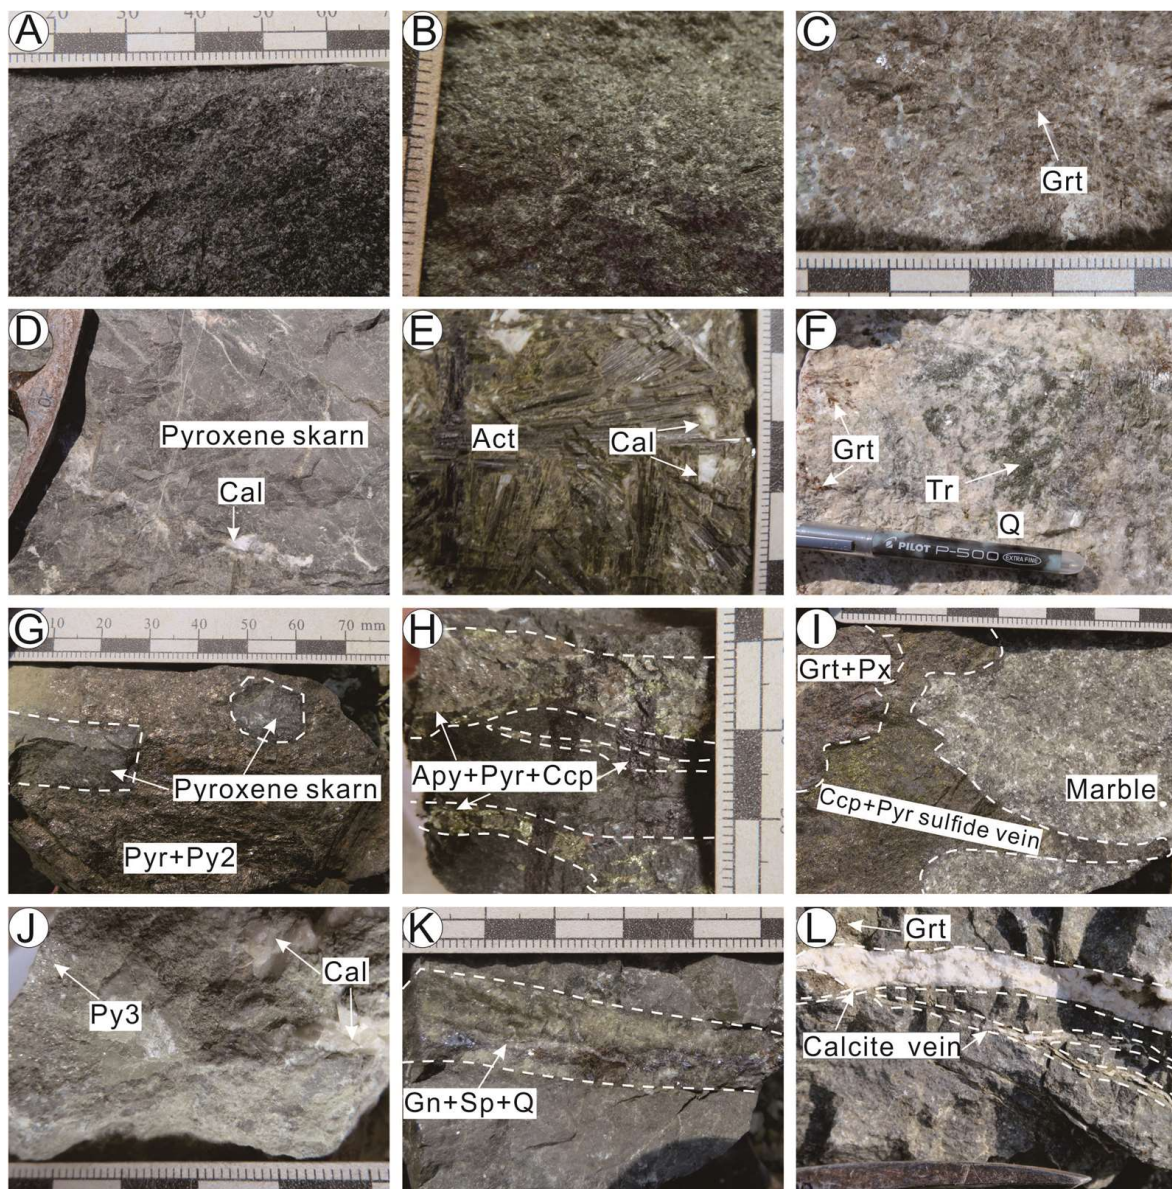 A
20 30 40 50 60
B
C
Grt
D
Pyroxene skarn
Cal
E
Act
Cal
F
Grt
Tr
Q
PILOT P-500 EXTRA FINE
G
10 20 30 40 50 60 70 mm
Pyroxene skarn
Pyr+Py2
H
Apy+Pyr+Ccp
I
Grt+Px
Marble
Ccp+Pyr sulfide vein
J
Cal
Py3
K
Gn+Sp+Q
L
Grt
Calcite vein